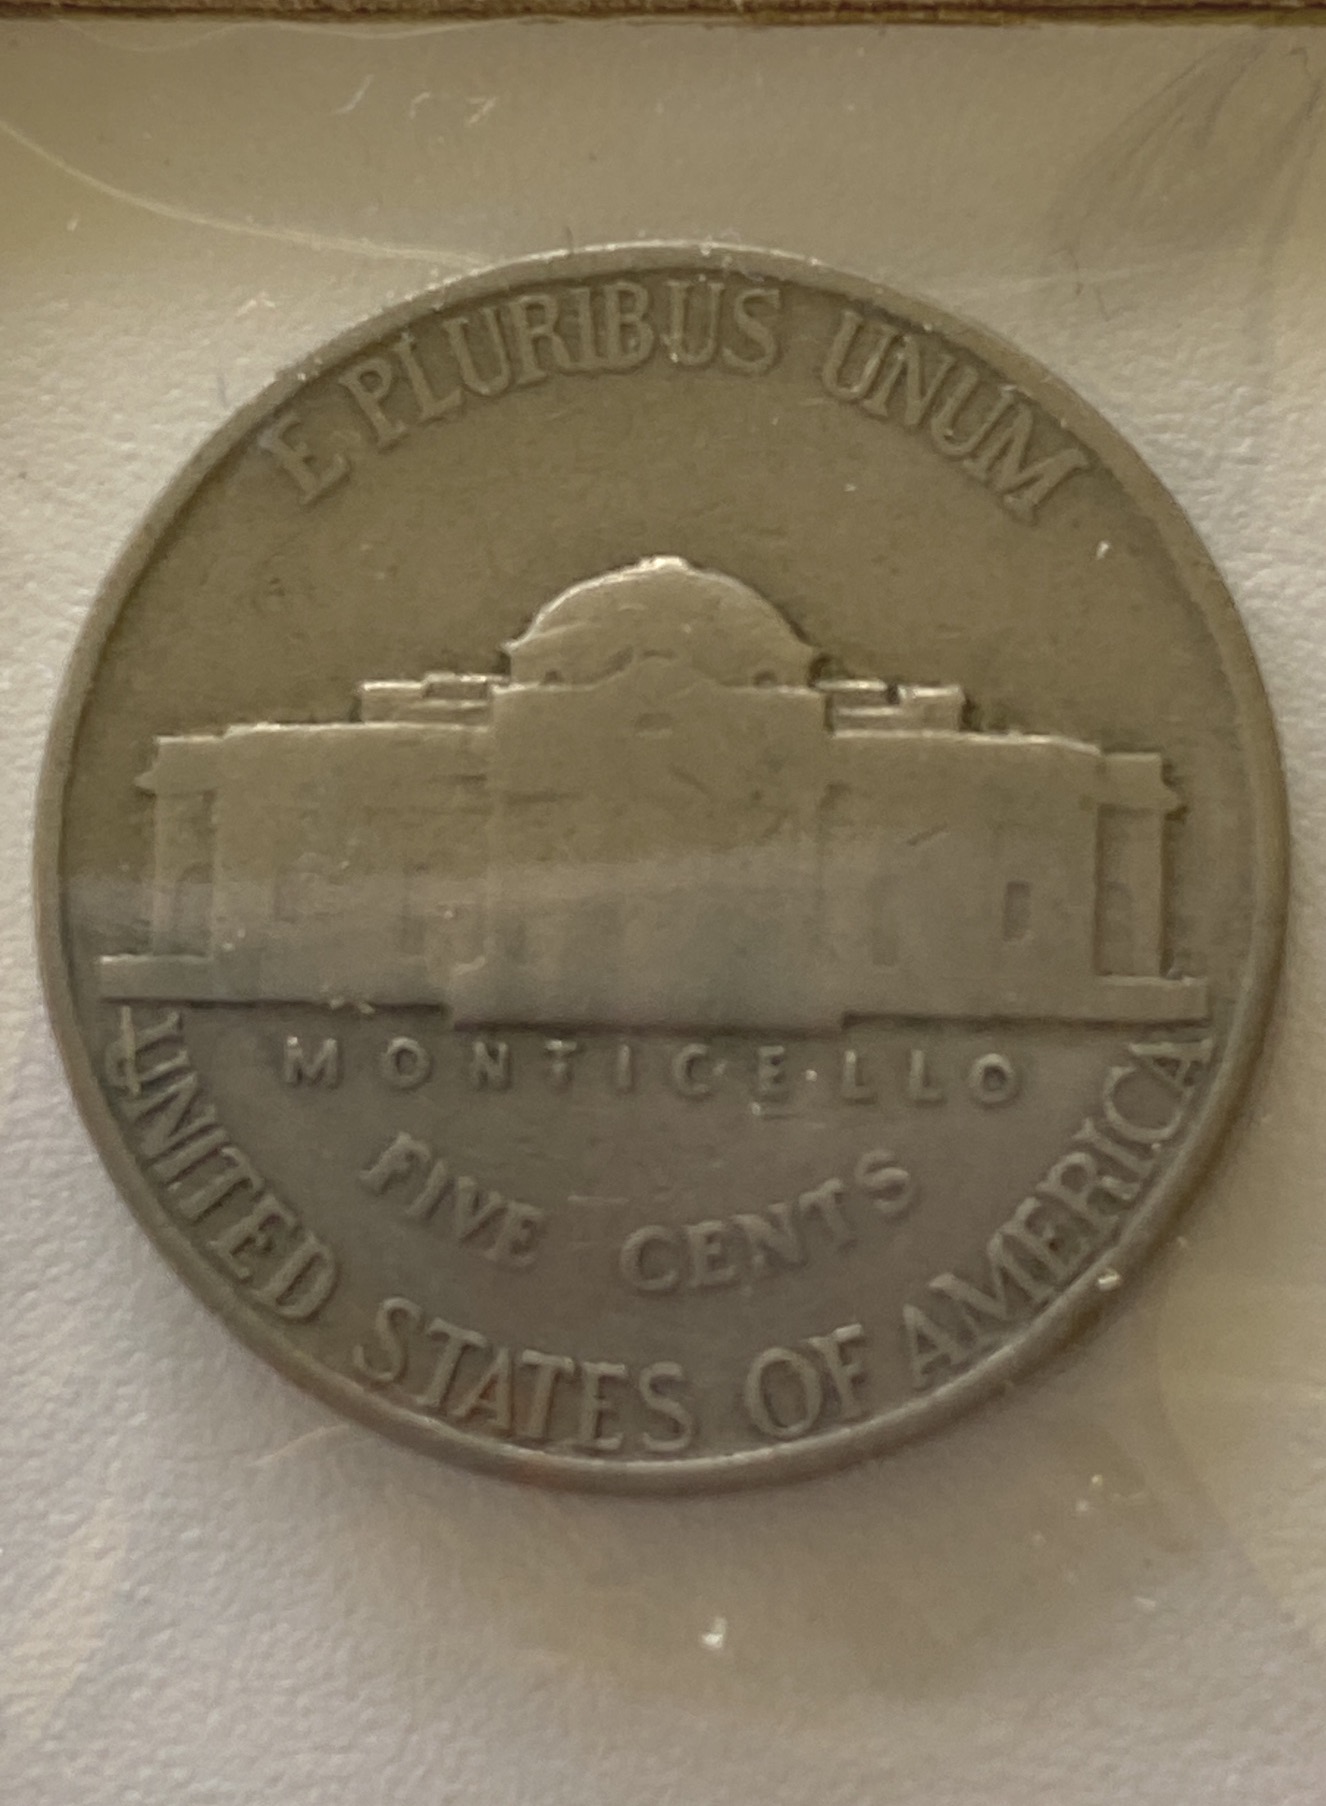 E PLURIBUS UNUM
MONTICELLO
FIVE CENTS
UNITED STATES OF AMERICA